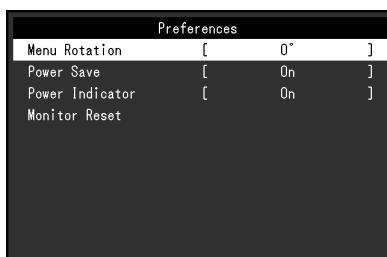 Preferences
Menu Rotation [ 0° ]
Power Save [ On ]
Power Indicator [ On ]
Monitor Reset